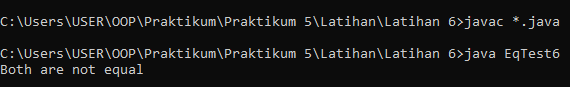 C:\Users\USER\OOP\Praktikum\Praktikum 5\Latihan\Latihan 6>javac *.java
C:\Users\USER\OOP\Praktikum\Praktikum 5\Latihan\Latihan 6>java EqTest6
Both are not equal